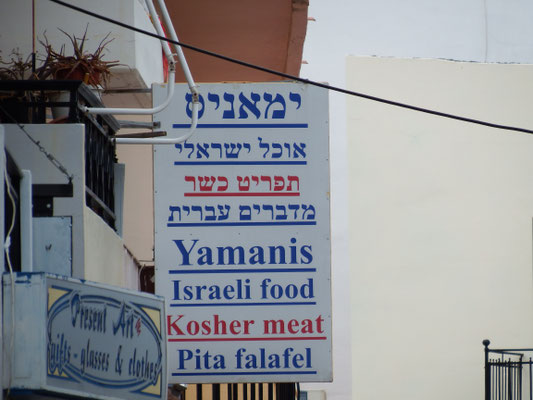 ימאניס
אוכל ישראלי
תפריט כשר
מדברים עברית
Yamanis
Israeli food
Kosher meat
Pita falafel
Present Art
gifts - glasses & clothes